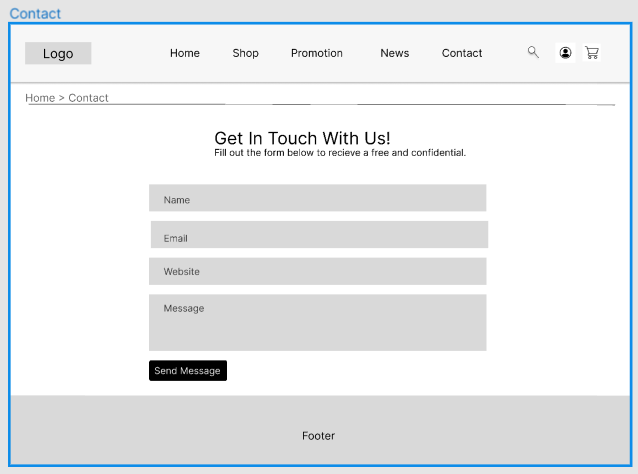 Contact
Logo Home Shop Promotion News Contact
Home > Contact
Get In Touch With Us!
Fill out the form below to recieve a free and confidential.
Name
Email
Website
Message
Send Message
Footer